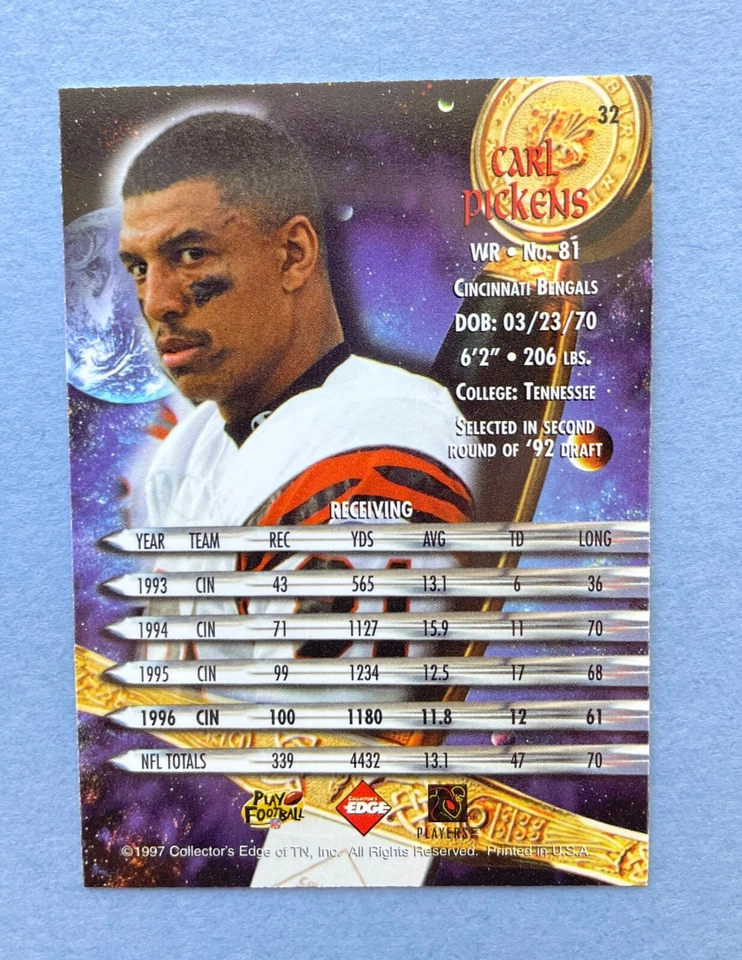 32
CARL
PICKENS
WR • No. 81
CINCINNATI BENGALS
DOB: 03/23/70
6'2" • 206 LBS.
COLLEGE: TENNESSEE
SELECTED IN SECOND
ROUND OF '92 DRAFT
RECEIVING
YEAR TEAM REC YDS AVG TD LONG
1993 CIN 43 565 13.1 6 36
1994 CIN 71 1127 15.9 11 70
1995 CIN 99 1234 12.5 17 68
1996 CIN 100 1180 11.8 12 61
NFL TOTALS 339 4432 13.1 47 70
PLAY FOOTBALL
COLLECTOR'S EDGE®
PLAYERS
©1997 Collector's Edge of TN, Inc. All Rights Reserved. Printed in U.S.A.